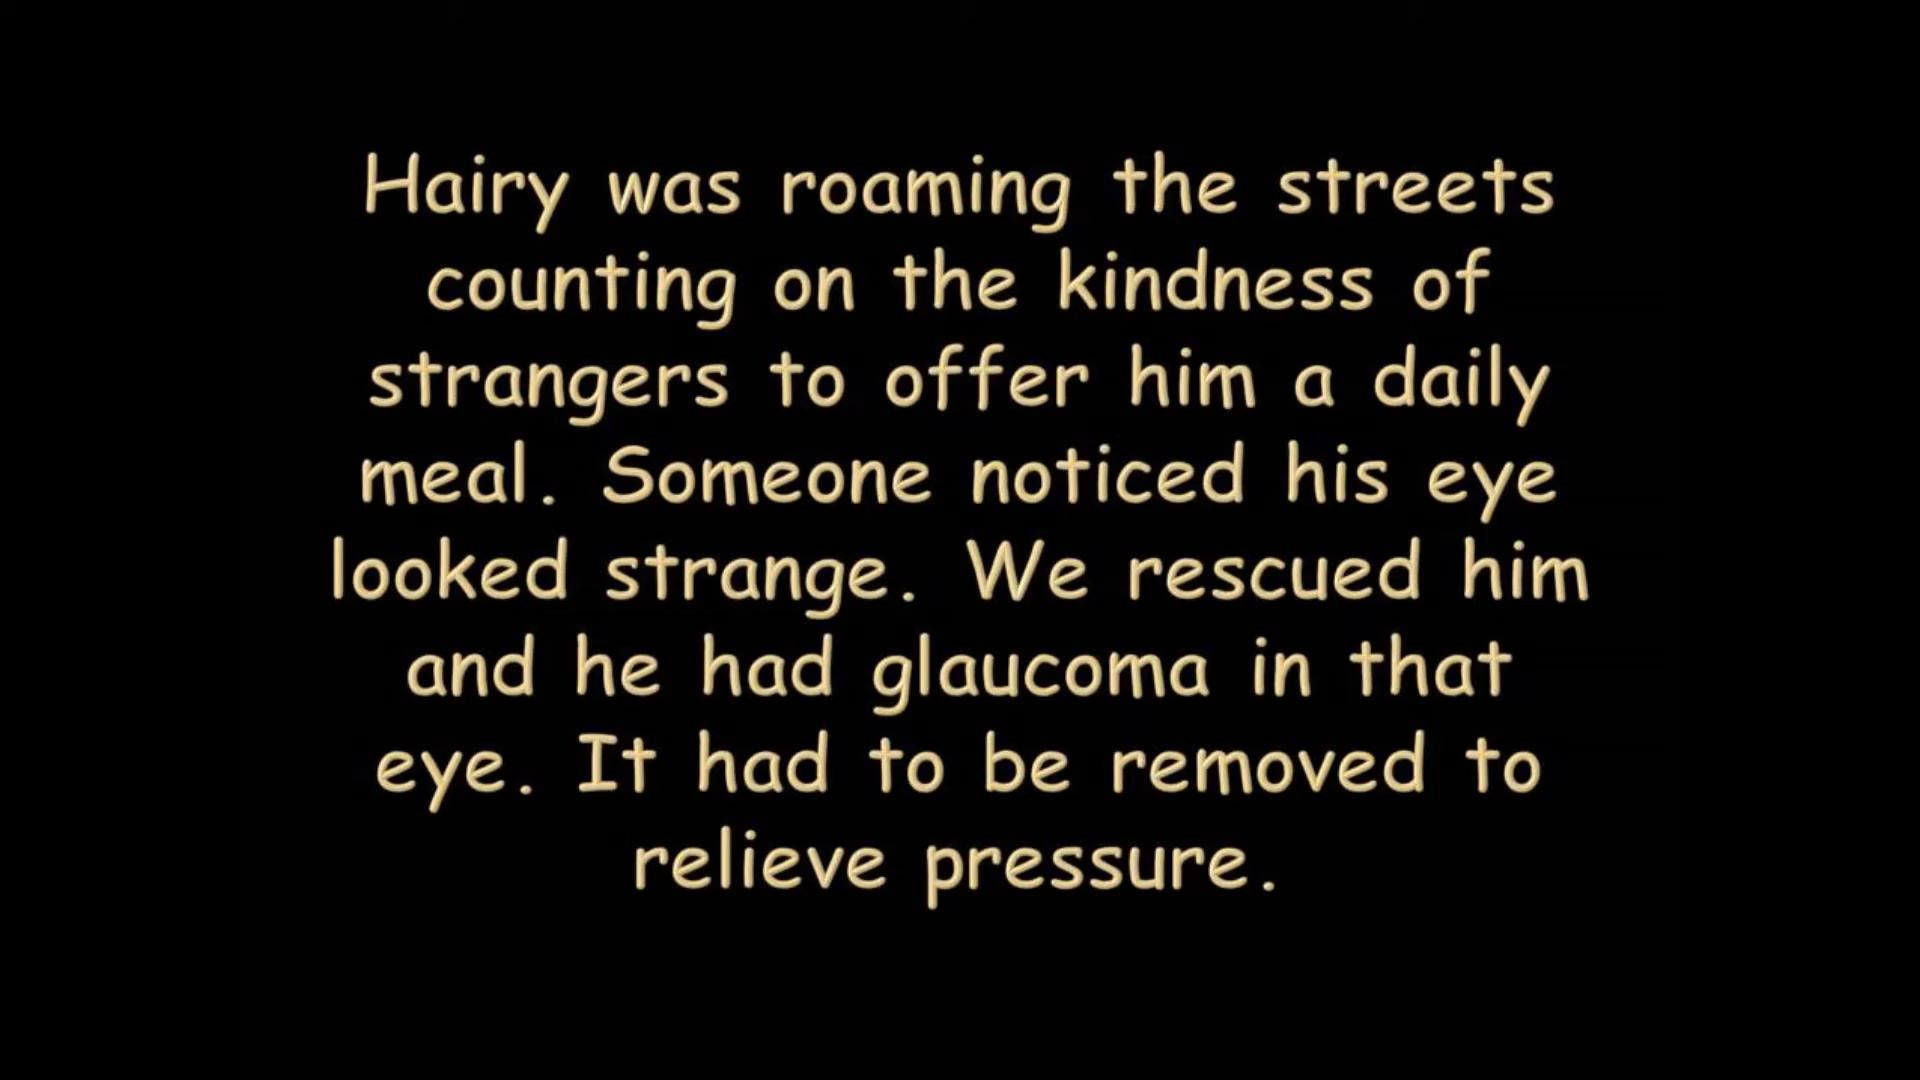 Hairy was roaming the streets
counting on the kindness of
strangers to offer him a daily
meal. Someone noticed his eye
looked strange. We rescued him
and he had glaucoma in that
eye. It had to be removed to
relieve pressure.